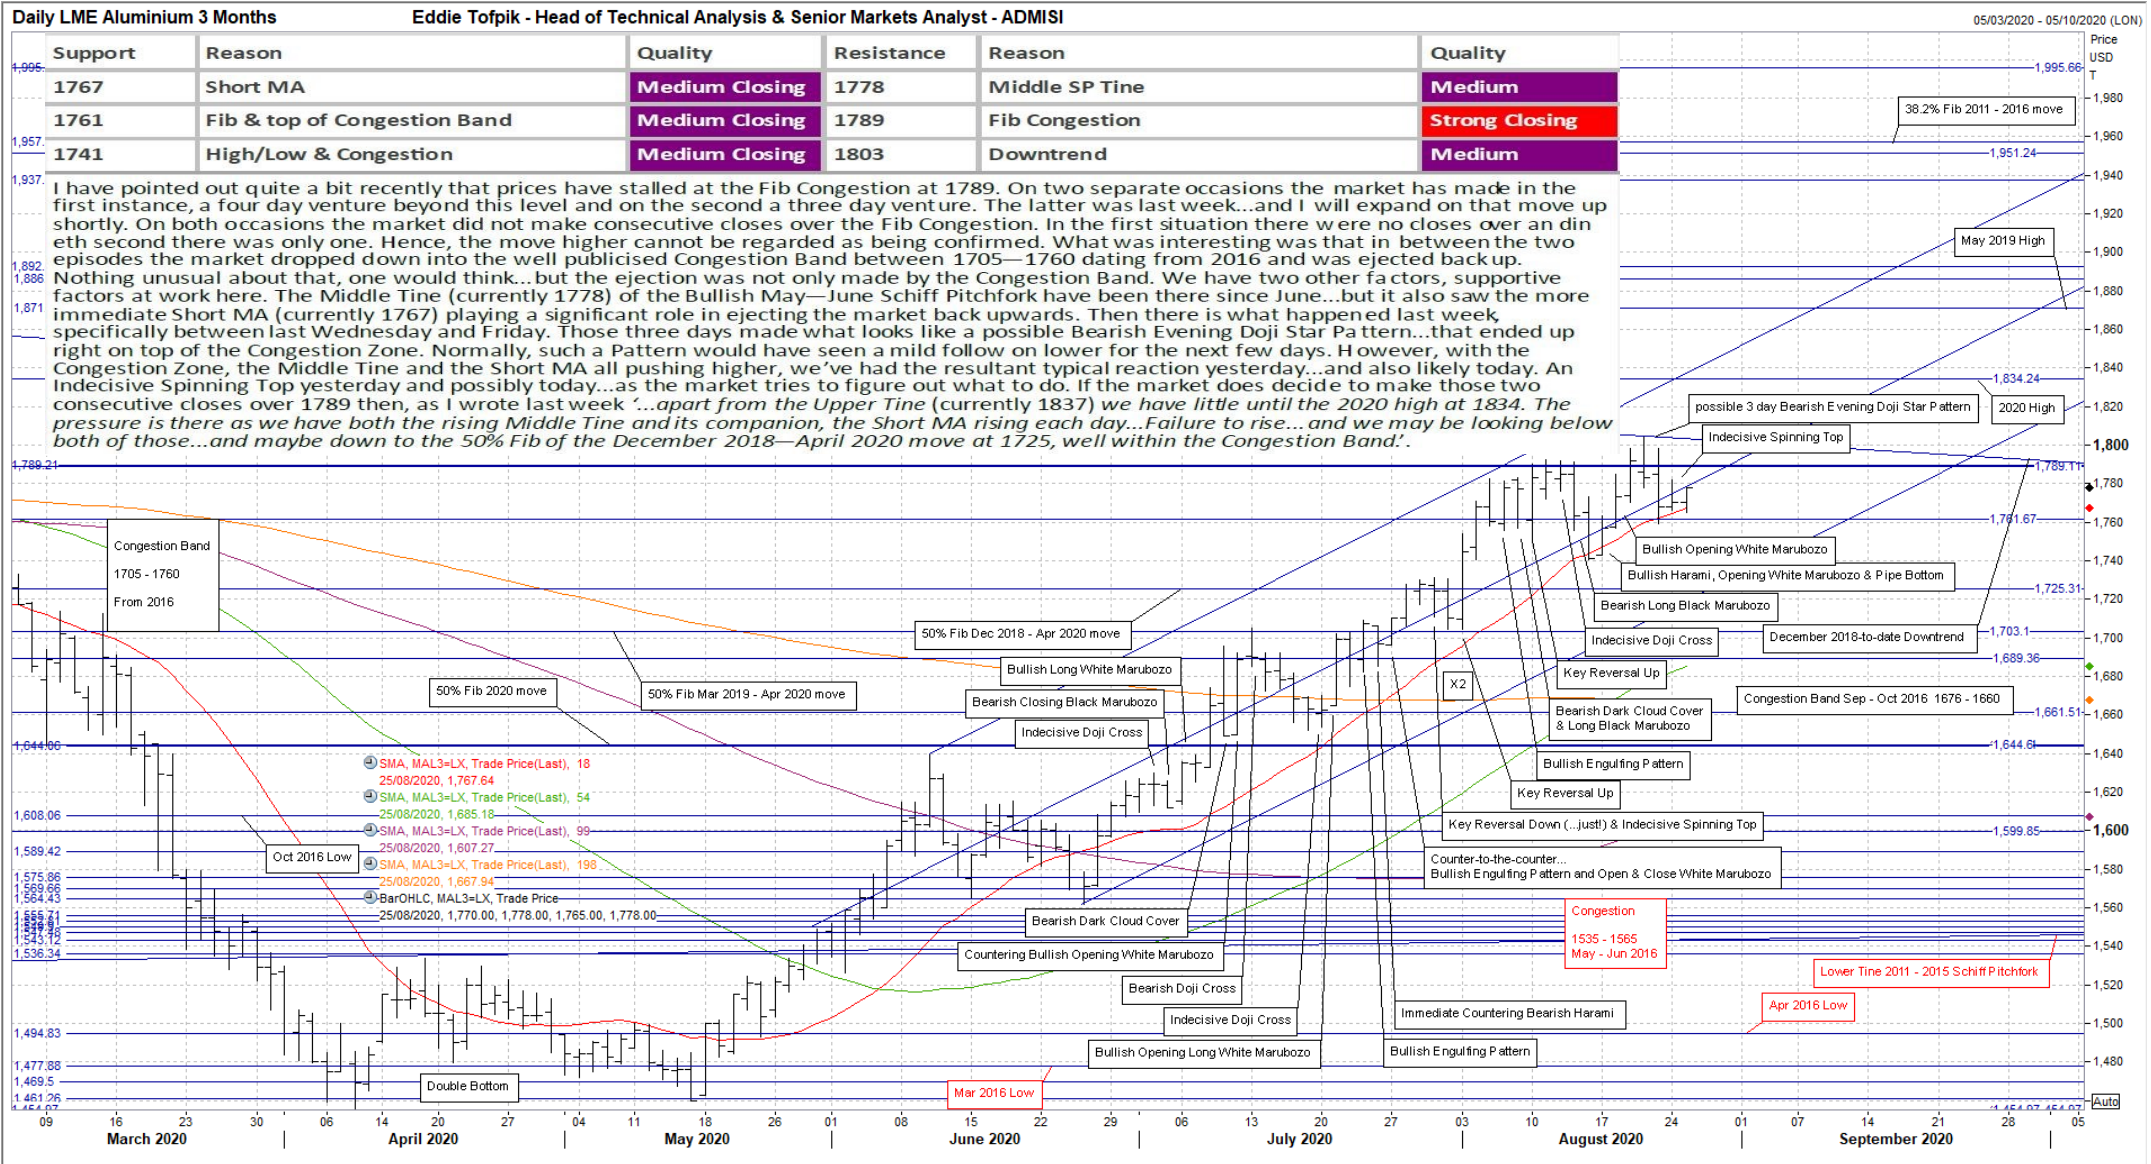 Daily LME Aluminium 3 Months
Eddie Tofpik - Head of Technical Analysis & Senior Markets Analyst - ADMISI
05/03/2020 - 05/10/2020 (LON)
Support Reason Quality Resistance Reason Quality
1767 Short MA Medium Closing 1778 Middle SP Tine Medium
1761 Fib & top of Congestion Band Medium Closing 1789 Fib Congestion Strong Closing
1741 High/Low & Congestion Medium Closing 1803 Downtrend Medium
I have pointed out quite a bit recently that prices have stalled at the Fib Congestion at 1789. On two separate occasions the market has made in the
first instance, a four day venture beyond this level and on the second a three day venture. The latter was last week...and I will expand on that move up
shortly. On both occasions the market did not make consecutive closes over the Fib Congestion. In the first situation there were no closes over an din
eth second there was only one. Hence, the move higher cannot be regarded as being confirmed. What was interesting was that in between the two
episodes the market dropped down into the well publicised Congestion Band between 1705—1760 dating from 2016 and was ejected back up.
Nothing unusual about that, one would think...but the ejection was not only made by the Congestion Band. We have two other factors, supportive
factors at work here. The Middle Tine (currently 1778) of the Bullish May—June Schiff Pitchfork have been there since June...but it also saw the more
immediate Short MA (currently 1767) playing a significant role in ejecting the market back upwards. Then there is what happened last week,
specifically between last Wednesday and Friday. Those three days made what looks like a possible Bearish Evening Doji Star Pattern...that ended up
right on top of the Congestion Zone. Normally, such a Pattern would have seen a mild follow on lower for the next few days. However, with the
Congestion Zone, the Middle Tine and the Short MA all pushing higher, we've had the resultant typical reaction yesterday...and also likely today. An
Indecisive Spinning Top yesterday and possibly today...as the market tries to figure out what to do. If the market does decide to make those two
consecutive closes over 1789 then, as I wrote last week '...apart from the Upper Tine (currently 1837) we have little until the 2020 high at 1834. The
pressure is there as we have both the rising Middle Tine and its companion, the Short MA rising each day...Failure to rise...and we may be looking below
both of those...and maybe down to the 50% Fib of the December 2018—April 2020 move at 1725, well within the Congestion Band.'.
Price
USD
T
1,995.
1,957.
1,937.
1,892.
1,886
1,871
1,789.21
1,644.06
1,608.06
1,589.42
1,575.86
1,569.66
1,564.43
1,555.71
1,543.12
1,536.34
1,494.83
1,477.88
1,469.5
1,461.26
1,454.97
1,995.66
38.2% Fib 2011 - 2016 move
1,951.24
May 2019 High
1,834.24
2020 High
possible 3 day Bearish Evening Doji Star Pattern
Indecisive Spinning Top
1,789.11
1,761.67
Bullish Opening White Marubozo
Bullish Harami, Opening White Marubozo & Pipe Bottom
1,725.31
Bearish Long Black Marubozo
Indecisive Doji Cross
December 2018-to-date Downtrend
1,703.1
1,689.36
Key Reversal Up
Congestion Band Sep - Oct 2016 1676 - 1660
1,661.51
Bearish Dark Cloud Cover
& Long Black Marubozo
1,644.6
Bullish Engulfing Pattern
Key Reversal Up
Key Reversal Down (...just!) & Indecisive Spinning Top
1,599.85
Counter-to-the-counter...
Bullish Engulfing Pattern and Open & Close White Marubozo
X2
Congestion Band
1705 - 1760
From 2016
50% Fib Dec 2018 - Apr 2020 move
Bullish Long White Marubozo
50% Fib 2020 move
50% Fib Mar 2019 - Apr 2020 move
Bearish Closing Black Marubozo
Indecisive Doji Cross
SMA, MAL3=LX, Trade Price(Last), 18
25/08/2020, 1,767.64
SMA, MAL3=LX, Trade Price(Last), 54
25/08/2020, 1,685.18
SMA, MAL3=LX, Trade Price(Last), 99
25/08/2020, 1,607.27
SMA, MAL3=LX, Trade Price(Last), 198
25/08/2020, 1,667.94
BarOHLC, MAL3=LX, Trade Price
25/08/2020, 1,770.00, 1,778.00, 1,765.00, 1,778.00
Oct 2016 Low
Bearish Dark Cloud Cover
Countering Bullish Opening White Marubozo
Bearish Doji Cross
Indecisive Doji Cross
Bullish Opening Long White Marubozo
Immediate Countering Bearish Harami
Bullish Engulfing Pattern
Congestion
1535 - 1565
May - Jun 2016
Lower Tine 2011 - 2015 Schiff Pitchfork
Apr 2016 Low
Mar 2016 Low
Double Bottom
1,454.97 454.97
1,980
1,960
1,940
1,920
1,900
1,880
1,860
1,840
1,820
1,800
1,780
1,760
1,740
1,720
1,700
1,680
1,660
1,640
1,620
1,600
1,580
1,560
1,540
1,520
1,500
1,480
Auto
09 16 23 30 06 14 20 27 04 11 18 26 01 08 15 22 29 06 13 20 27 03 10 17 24 01 07 14 21 28 05
March 2020 April 2020 May 2020 June 2020 July 2020 August 2020 September 2020